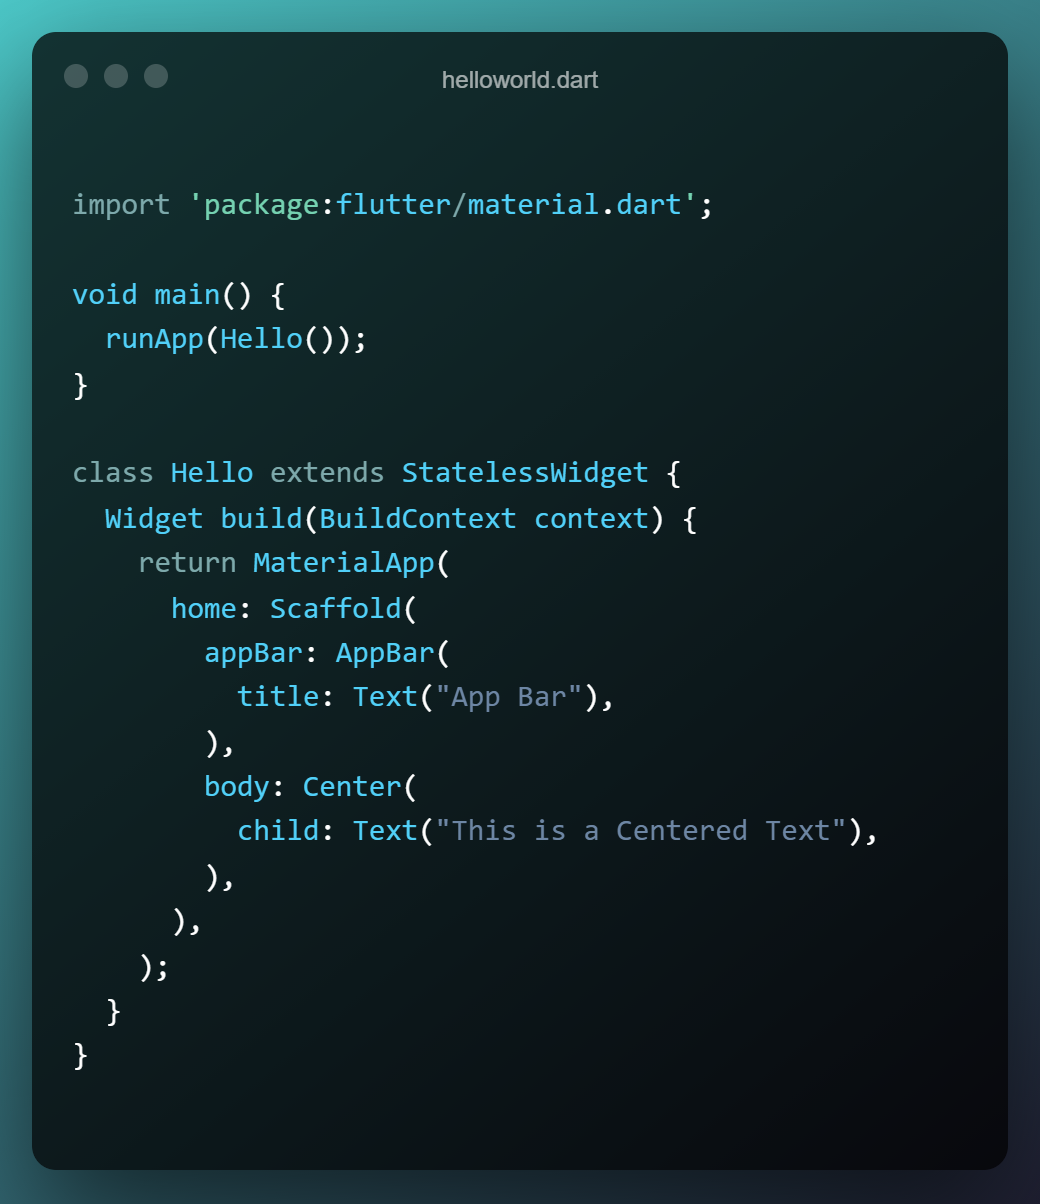 helloworld.dart
import 'package:flutter/material.dart';
void main() {
  runApp(Hello());
}
class Hello extends StatelessWidget {
  Widget build(BuildContext context) {
    return MaterialApp(
      home: Scaffold(
        appBar: AppBar(
          title: Text("App Bar"),
        ),
        body: Center(
          child: Text("This is a Centered Text"),
        ),
      ),
    );
  }
}